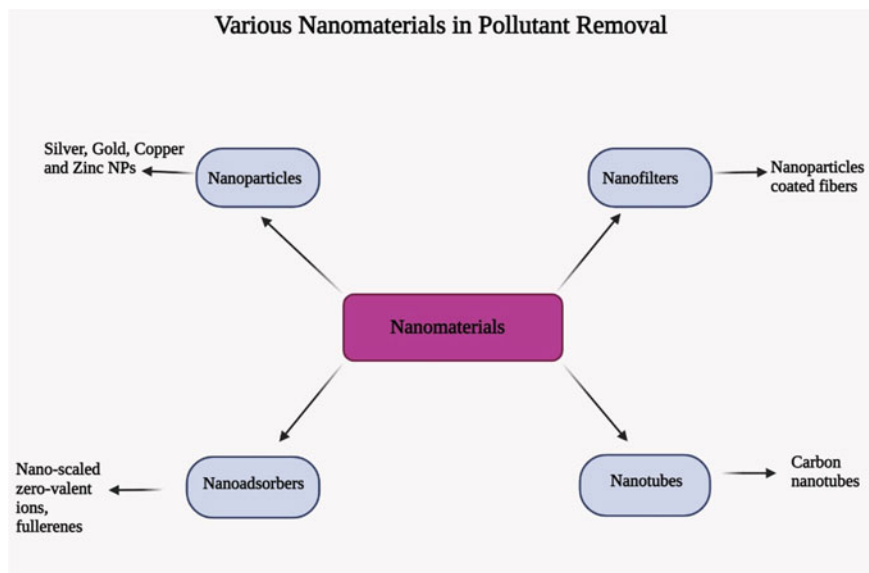 Various Nanomaterials in Pollutant Removal
Silver, Gold, Copper
and Zinc NPs
Nanoparticles
Nanofilters
Nanoparticles
coated fibers
Nanomaterials
Nano-scaled
zero-valent
ions,
fullerenes
Nanoadsorbers
Nanotubes
Carbon
nanotubes